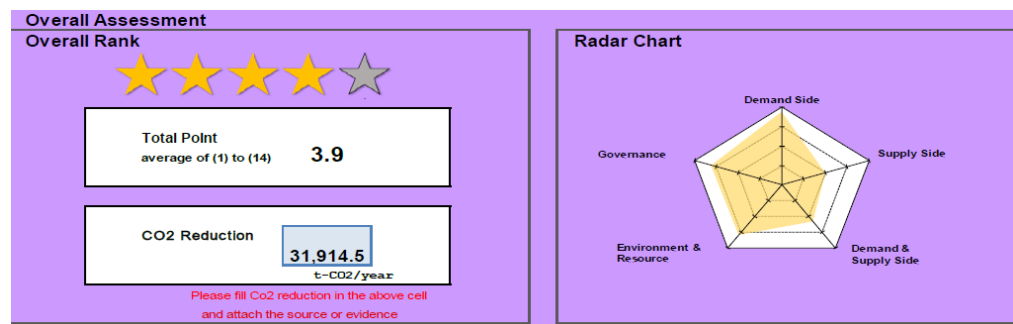 Overall Assessment
Overall Rank
Total Point
average of (1) to (14)
3.9
CO2 Reduction
31,914.5
t-CO2/year
Please fill Co2 reduction in the above cell
and attach the source or evidence
Radar Chart
Demand Side
Governance
Supply Side
Environment &
Resource
Demand &
Supply Side